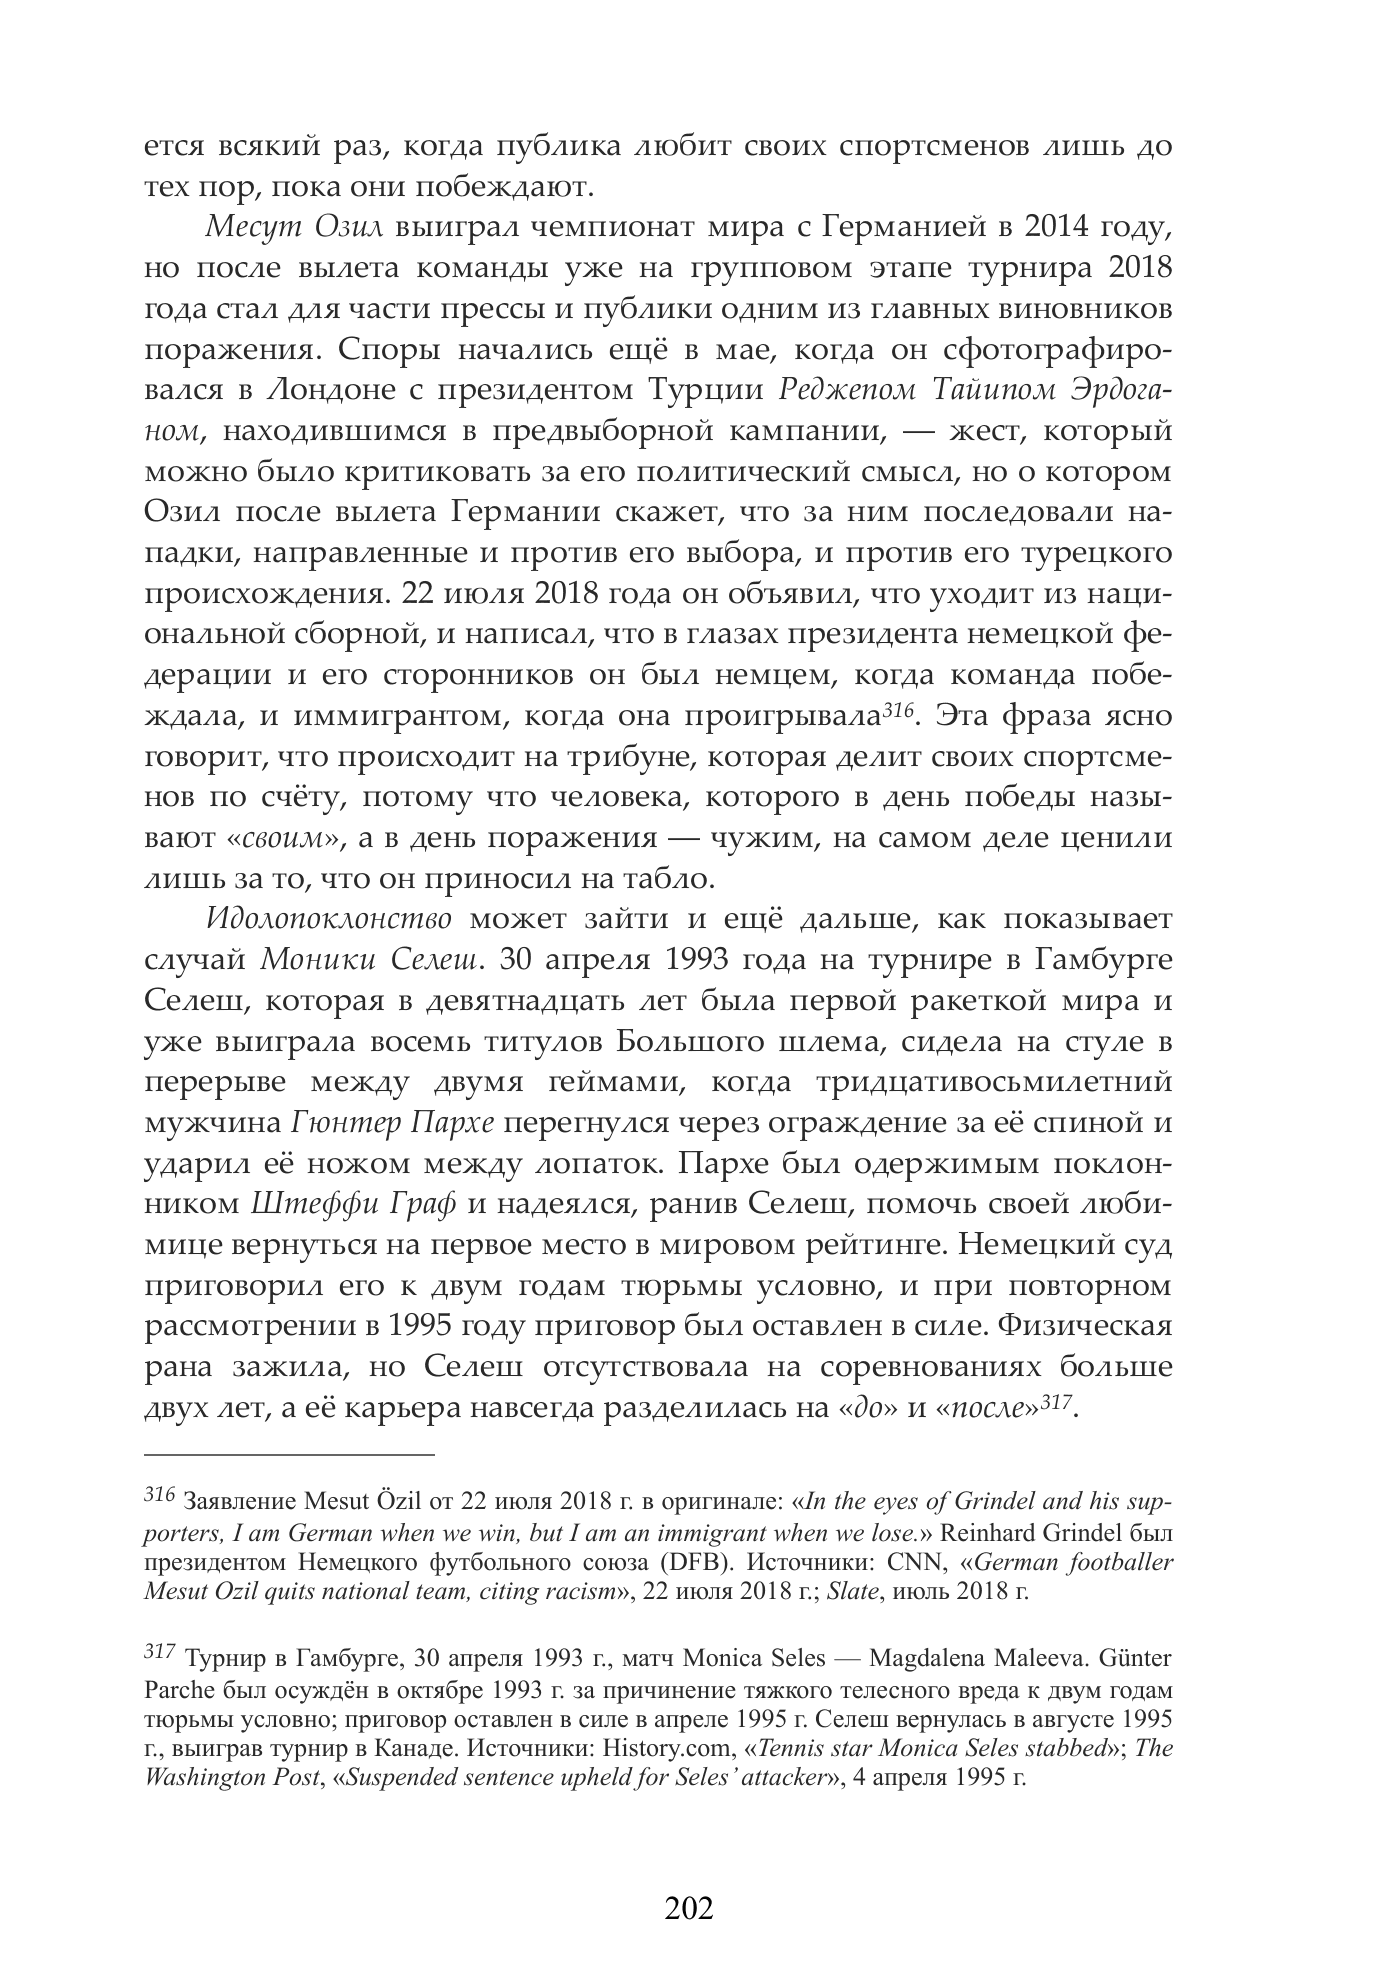 ется всякий раз, когда публика любит своих спортсменов лишь до
тех пор, пока они побеждают.
Месут Озил выиграл чемпионат мира с Германией в 2014 году,
но после вылета команды уже на групповом этапе турнира 2018
года стал для части прессы и публики одним из главных виновников
поражения. Споры начались ещё в мае, когда он сфотографиро-
вался в Лондоне с президентом Турции Реджепом Тайипом Эрдога-
ном, находившимся в предвыборной кампании, — жест, который
можно было критиковать за его политический смысл, но о котором
Озил после вылета Германии скажет, что за ним последовали на-
падки, направленные и против его выбора, и против его турецкого
происхождения. 22 июля 2018 года он объявил, что уходит из наци-
ональной сборной, и написал, что в глазах президента немецкой фе-
дерации и его сторонников он был немцем, когда команда побе-
ждала, и иммигрантом, когда она проигрывала316. Эта фраза ясно
говорит, что происходит на трибуне, которая делит своих спортсме-
нов по счёту, потому что человека, которого в день победы назы-
вают «своим», а в день поражения — чужим, на самом деле ценили
лишь за то, что он приносил на табло.
Идолопоклонство может зайти и ещё дальше, как показывает
случай Моники Селеш. 30 апреля 1993 года на турнире в Гамбурге
Селеш, которая в девятнадцать лет была первой ракеткой мира и
уже выиграла восемь титулов Большого шлема, сидела на стуле в
перерыве между двумя геймами, когда тридцативосьмилетний
мужчина Гюнтер Пархе перегнулся через ограждение за её спиной и
ударил её ножом между лопаток. Пархе был одержимым поклон-
ником Штеффи Граф и надеялся, ранив Селеш, помочь своей люби-
мице вернуться на первое место в мировом рейтинге. Немецкий суд
приговорил его к двум годам тюрьмы условно, и при повторном
рассмотрении в 1995 году приговор был оставлен в силе. Физическая
рана зажила, но Селеш отсутствовала на соревнованиях больше
двух лет, а её карьера навсегда разделилась на «до» и «после»317.
316 Заявление Mesut Özil от 22 июля 2018 г. в оригинале: «In the eyes of Grindel and his sup-
porters, I am German when we win, but I am an immigrant when we lose.» Reinhard Grindel был
президентом Немецкого футбольного союза (DFB). Источники: CNN, «German footballer
Mesut Ozil quits national team, citing racism», 22 июля 2018 г.; Slate, июль 2018 г.
317 Турнир в Гамбурге, 30 апреля 1993 г., матч Monica Seles — Magdalena Maleeva. Günter
Parche был осуждён в октябре 1993 г. за причинение тяжкого телесного вреда к двум годам
тюрьмы условно; приговор оставлен в силе в апреле 1995 г. Селеш вернулась в августе 1995
г., выиграв турнир в Канаде. Источники: History.com, «Tennis star Monica Seles stabbed»; The
Washington Post, «Suspended sentence upheld for Seles’ attacker», 4 апреля 1995 г.
202